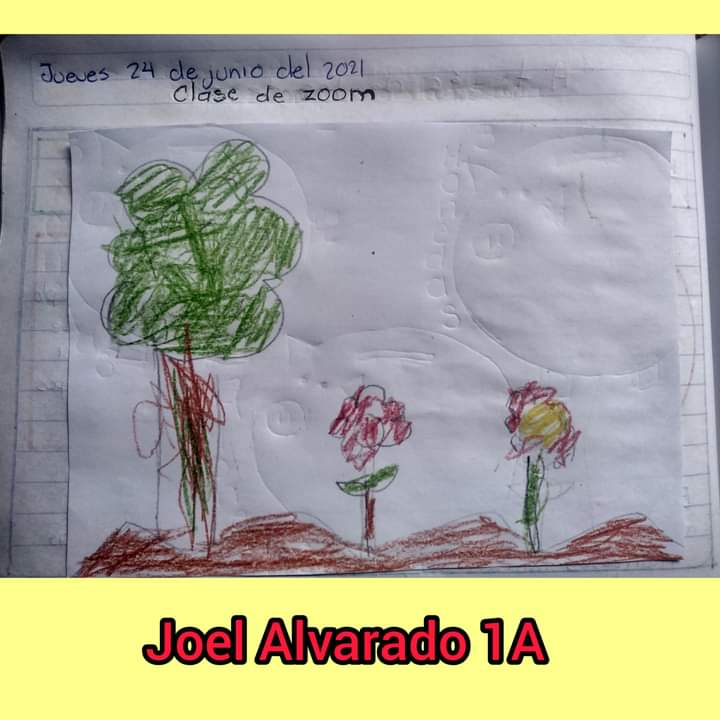 Jueves 24 de junio del 2021
Clase de zoom
Joel Alvarado 1A